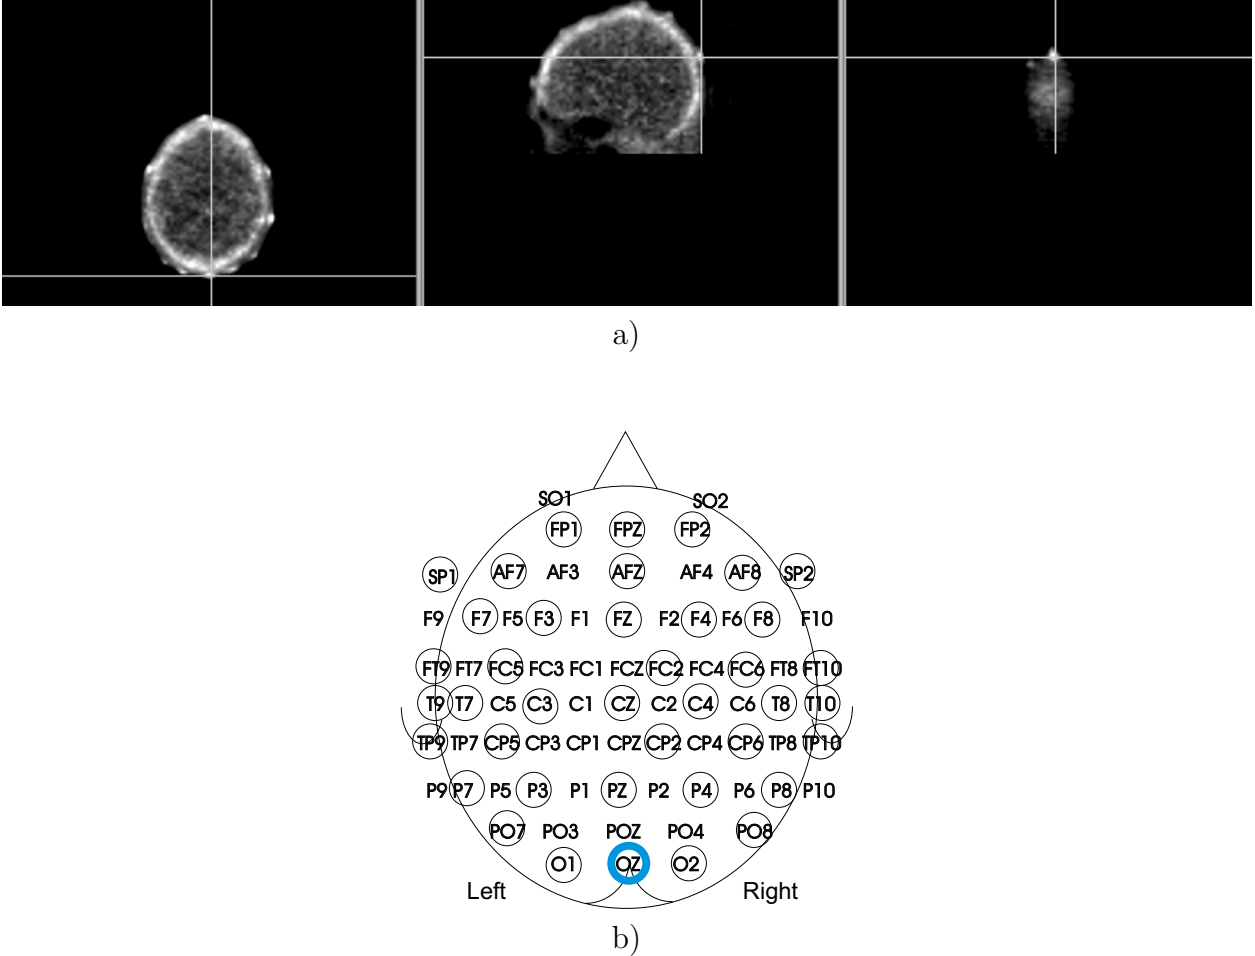 a)
SO1 SO2
FP1 FPZ FP2
SP1 AF7 AF3 AFZ AF4 AF8 SP2
F9 F7 F5 F3 F1 FZ F2 F4 F6 F8 F10
FT9 FT7 FC5 FC3 FC1 FCZ FC2 FC4 FC6 FT8 FT10
T9 T7 C5 C3 C1 CZ C2 C4 C6 T8 T10
TP9 TP7 CP5 CP3 CP1 CPZ CP2 CP4 CP6 TP8 TP10
P9 P7 P5 P3 P1 PZ P2 P4 P6 P8 P10
PO7 PO3 POZ PO4 PO8
O1 OZ O2
Left Right
b)